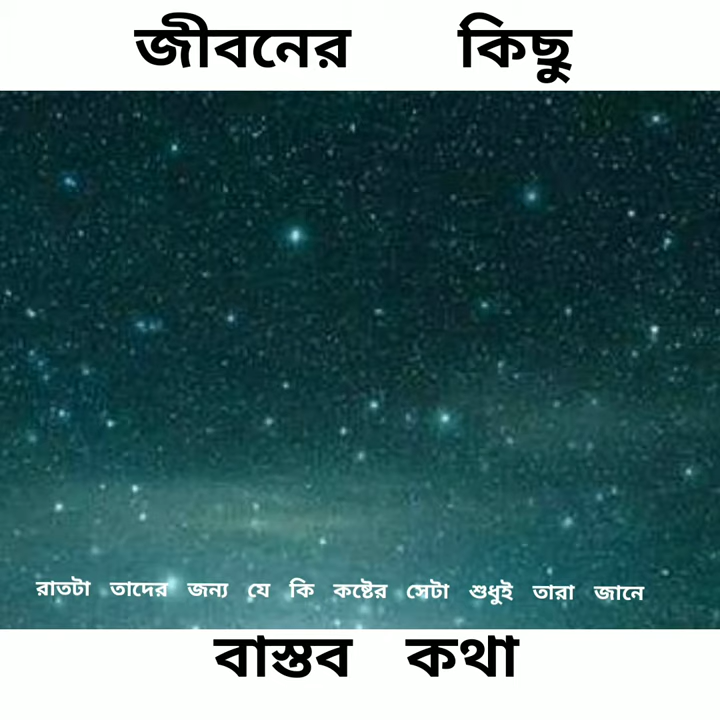 জীবনের কিছু
রাতটা তাদের জন্য যে কি কষ্টের সেটা শুধুই তারা জানে
বাস্তব কথা